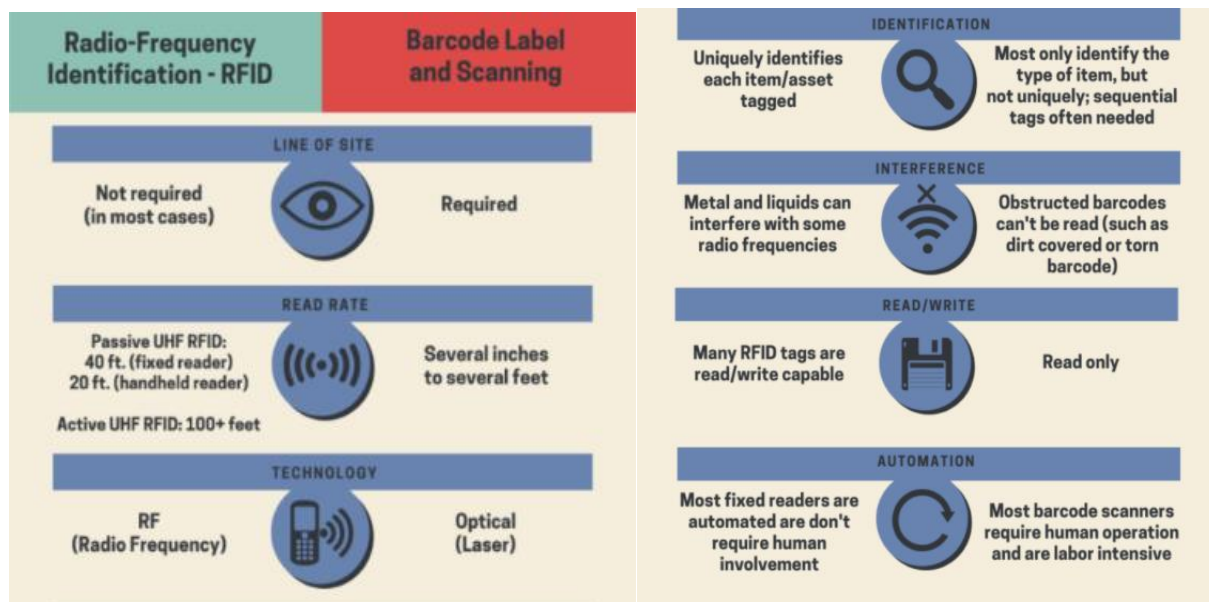 Radio-Frequency
Identification - RFID
Barcode Label
and Scanning
LINE OF SITE
Not required
(in most cases)
Required
READ RATE
Passive UHF RFID:
40 ft. (fixed reader)
20 ft. (handheld reader)
Active UHF RFID: 100+ feet
Several inches
to several feet
TECHNOLOGY
RF
(Radio Frequency)
Optical
(Laser)
IDENTIFICATION
Uniquely identifies
each item/asset
tagged
Most only identify the
type of item, but
not uniquely; sequential
tags often needed
INTERFERENCE
Metal and liquids can
interfere with some
radio frequencies
Obstructed barcodes
can't be read (such as
dirt covered or torn
barcode)
READ/WRITE
Many RFID tags are
read/write capable
Read only
AUTOMATION
Most fixed readers are
automated are don't
require human
involvement
Most barcode scanners
require human operation
and are labor intensive